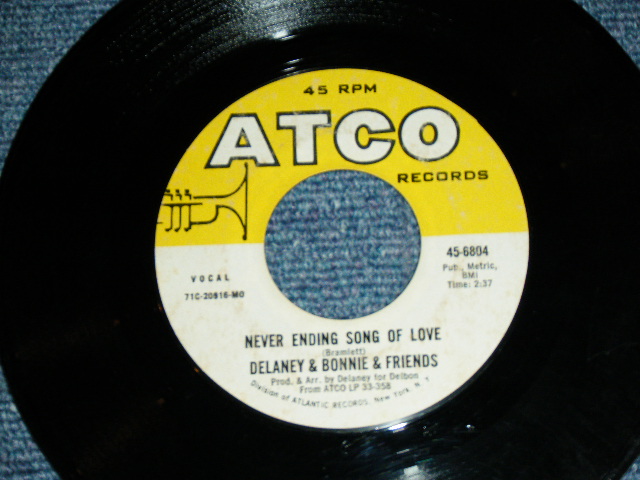 45 RPM
ATCO
RECORDS
45-6804
Pub., Metric,
BMI
Time: 2:37
VOCAL
71C-20816-MO
NEVER ENDING SONG OF LOVE
(Bramlett)
DELANEY & BONNIE & FRIENDS
Prod. & Arr. by Delaney for Delbon
From ATCO LP 33-358
Division of ATLANTIC RECORDS, New York, N. Y.